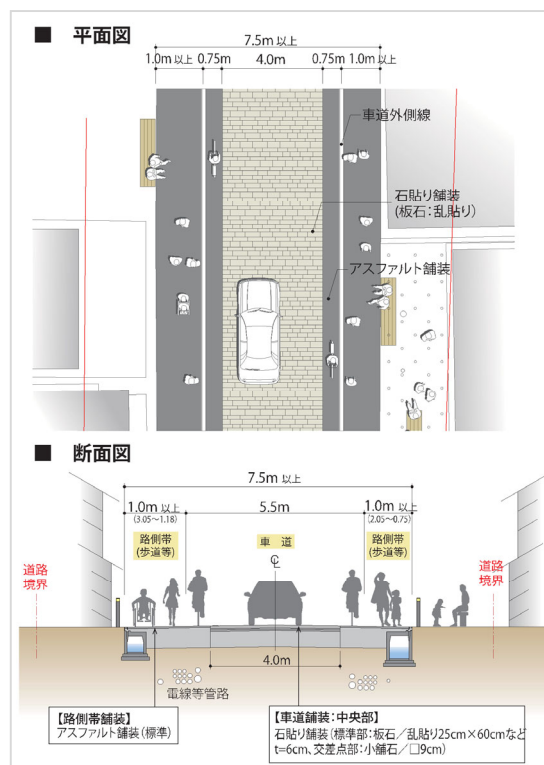 ■ 平面図
7.5m 以上
1.0m 以上 0.75m 4.0m 0.75m 1.0m 以上
車道外側線
石貼り舗装
(板石:乱貼り)
アスファルト舗装
■ 断面図
7.5m 以上
1.0m 以上 5.5m 1.0m 以上
(3.05~1.18) (2.05~0.75)
路側帯
(歩道等)
車 道
路側帯
(歩道等)
℄
道路
境界
道路
境界
4.0m
電線等管路
【路側帯舗装】
アスファルト舗装(標準)
【車道舗装:中央部】
石貼り舗装(標準部:板石/乱貼り25cm×60cmなど
t=6cm、交差点部:小舗石/□9cm)